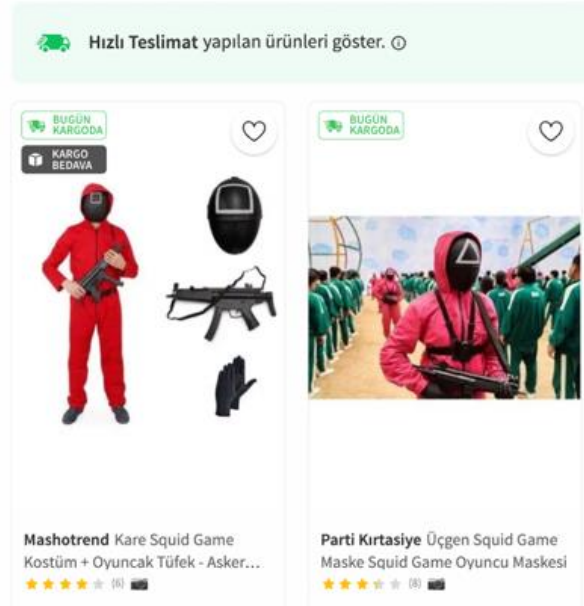 Hızlı Teslimat yapılan ürünleri göster.
BUGÜN
KARGODA
KARGO
BEDAVA
BUGÜN
KARGODA
Mashotrend Kare Squid Game
Kostüm + Oyuncak Tüfek - Asker...
(6)
Parti Kırtasiye Üçgen Squid Game
Maske Squid Game Oyuncu Maskesi
(8)